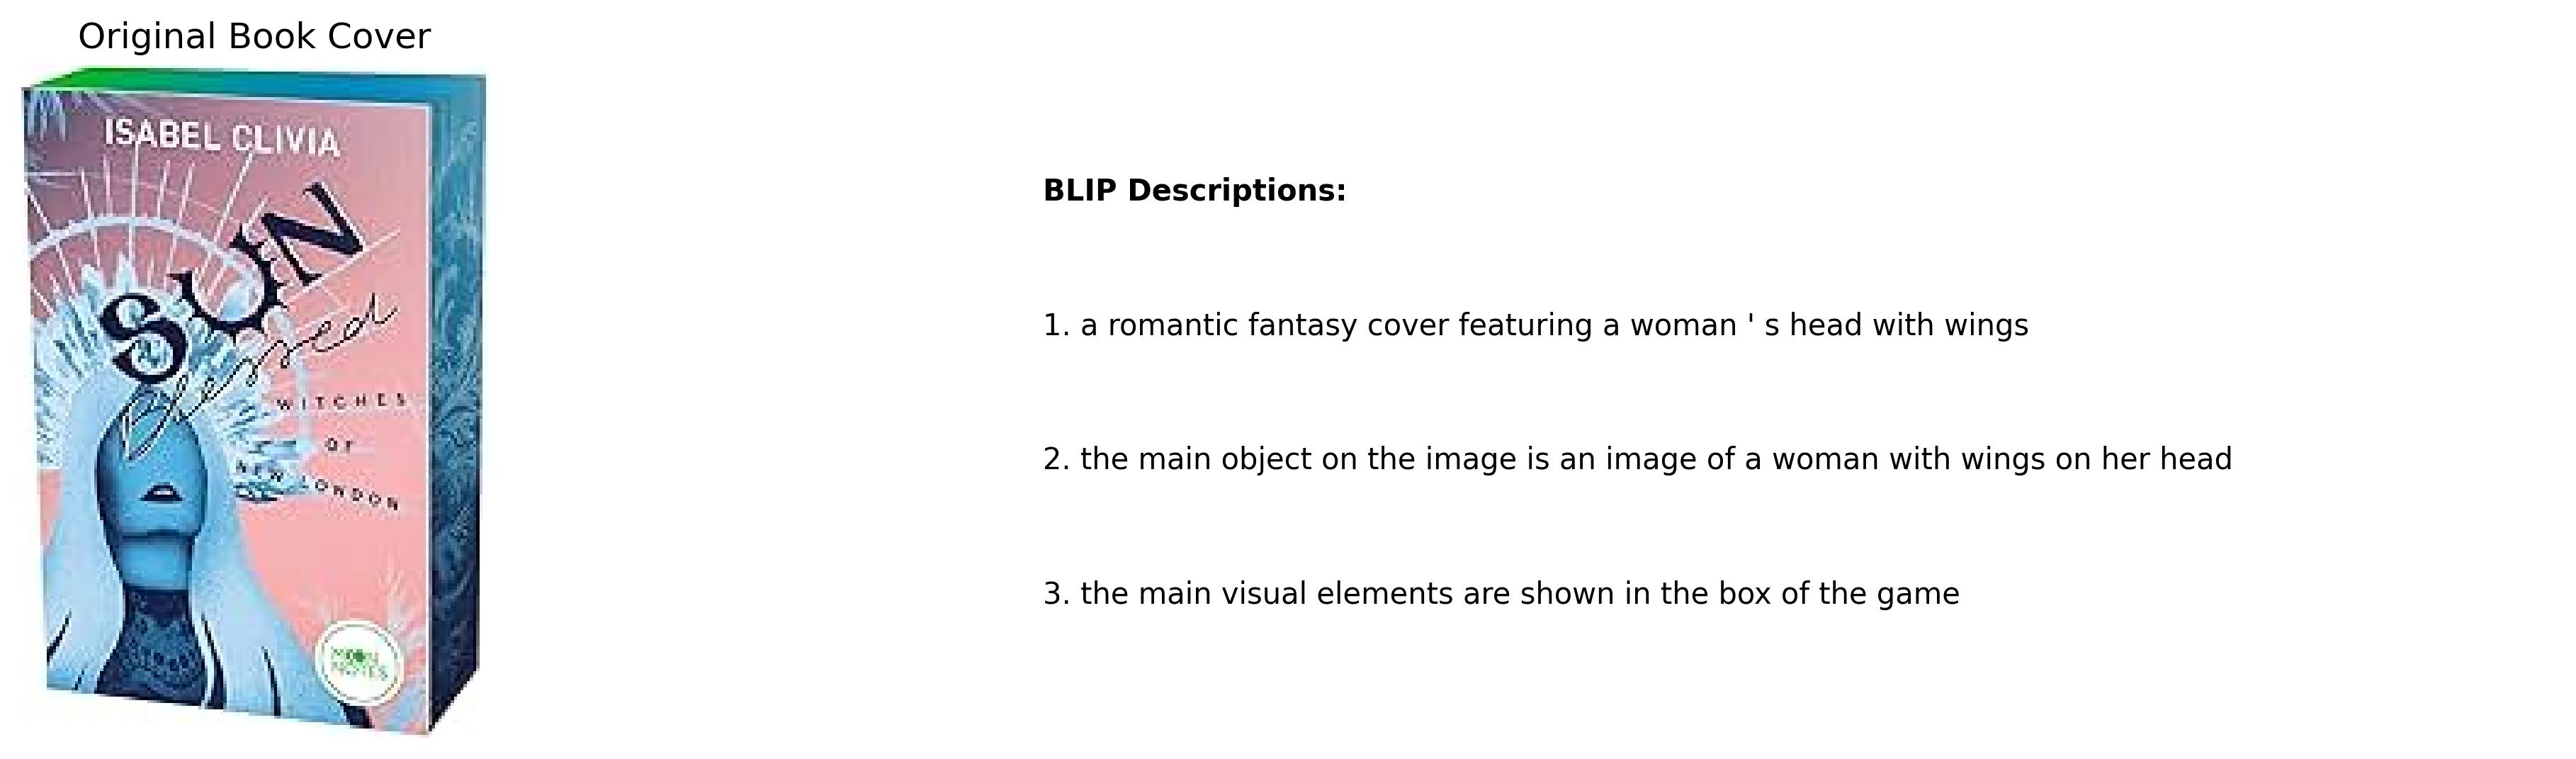 Original Book Cover
ISABEL CLIVIA
SUN
Blessed
WITCHES
OF
NEW LONDON
MOON
NOTES
BLIP Descriptions:
1. a romantic fantasy cover featuring a woman ' s head with wings
2. the main object on the image is an image of a woman with wings on her head
3. the main visual elements are shown in the box of the game